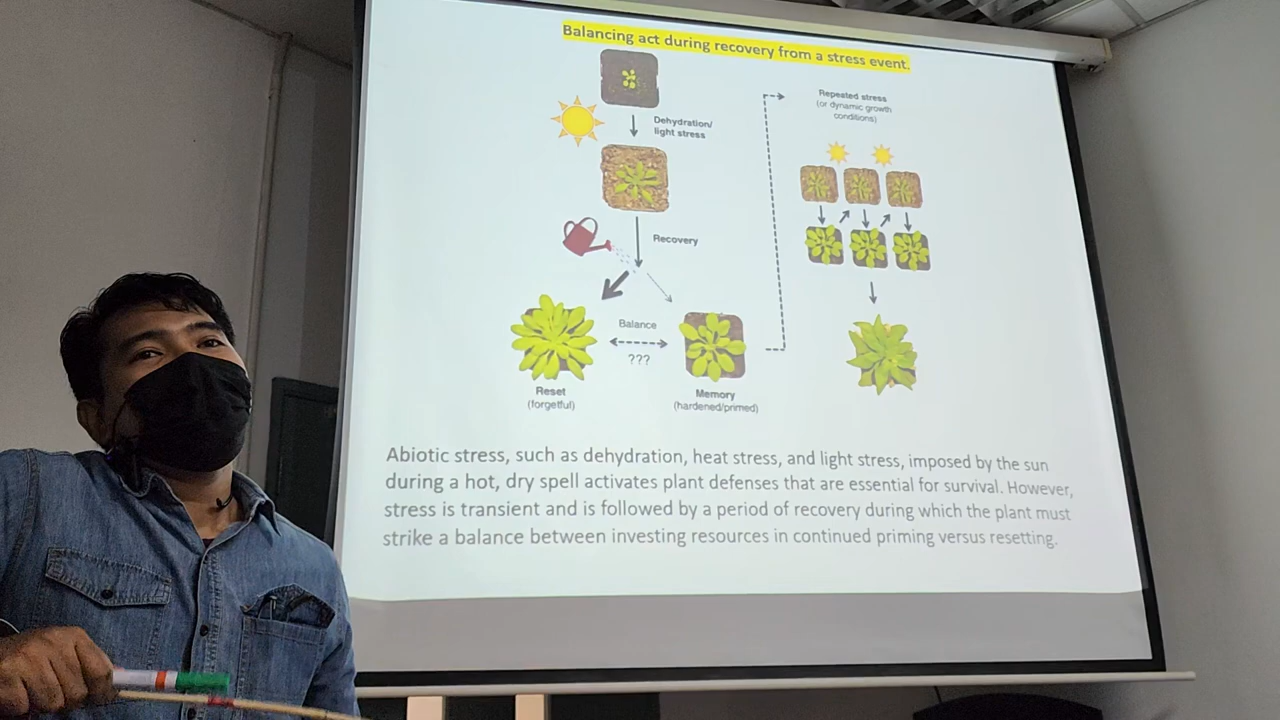 Balancing act during recovery from a stress event.
Dehydration/
light stress
Recovery
Balance
???
Reset
(forgetful)
Memory
(hardened/primed)
Repeated stress
(or dynamic growth
conditions)
Abiotic stress, such as dehydration, heat stress, and light stress, imposed by the sun
during a hot, dry spell activates plant defenses that are essential for survival. However,
stress is transient and is followed by a period of recovery during which the plant must
strike a balance between investing resources in continued priming versus resetting.